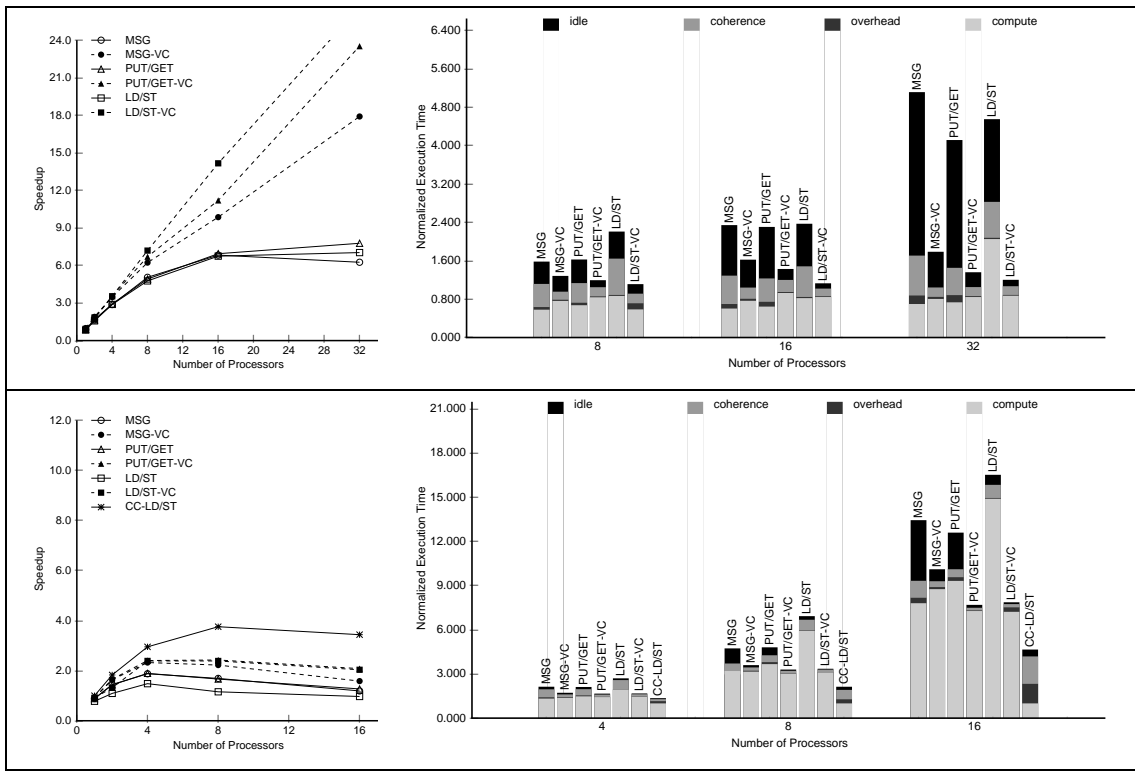 24.0
21.0
18.0
15.0
12.0
9.0
6.0
3.0
0.0
Speedup
MSG
MSG-VC
PUT/GET
PUT/GET-VC
LD/ST
LD/ST-VC
0 4 8 12 16 20 24 28 32
Number of Processors
idle coherence overhead compute
6.400
5.600
4.800
4.000
3.200
2.400
1.600
0.800
0.000
Normalized Execution Time
MSG MSG-VC PUT/GET PUT/GET-VC LD/ST LD/ST-VC
MSG MSG-VC PUT/GET PUT/GET-VC LD/ST LD/ST-VC
MSG MSG-VC PUT/GET PUT/GET-VC LD/ST LD/ST-VC
8 16 32
Number of Processors
12.0
10.0
8.0
6.0
4.0
2.0
0.0
Speedup
MSG
MSG-VC
PUT/GET
PUT/GET-VC
LD/ST
LD/ST-VC
CC-LD/ST
0 2 4 6 8 10 12 14 16
Number of Processors
idle coherence overhead compute
21.000
18.000
15.000
12.000
9.000
6.000
3.000
0.000
Normalized Execution Time
MSG MSG-VC PUT/GET PUT/GET-VC LD/ST LD/ST-VC CC-LD/ST
MSG MSG-VC PUT/GET PUT/GET-VC LD/ST LD/ST-VC CC-LD/ST
MSG MSG-VC PUT/GET PUT/GET-VC LD/ST LD/ST-VC CC-LD/ST
4 8 16
Number of Processors